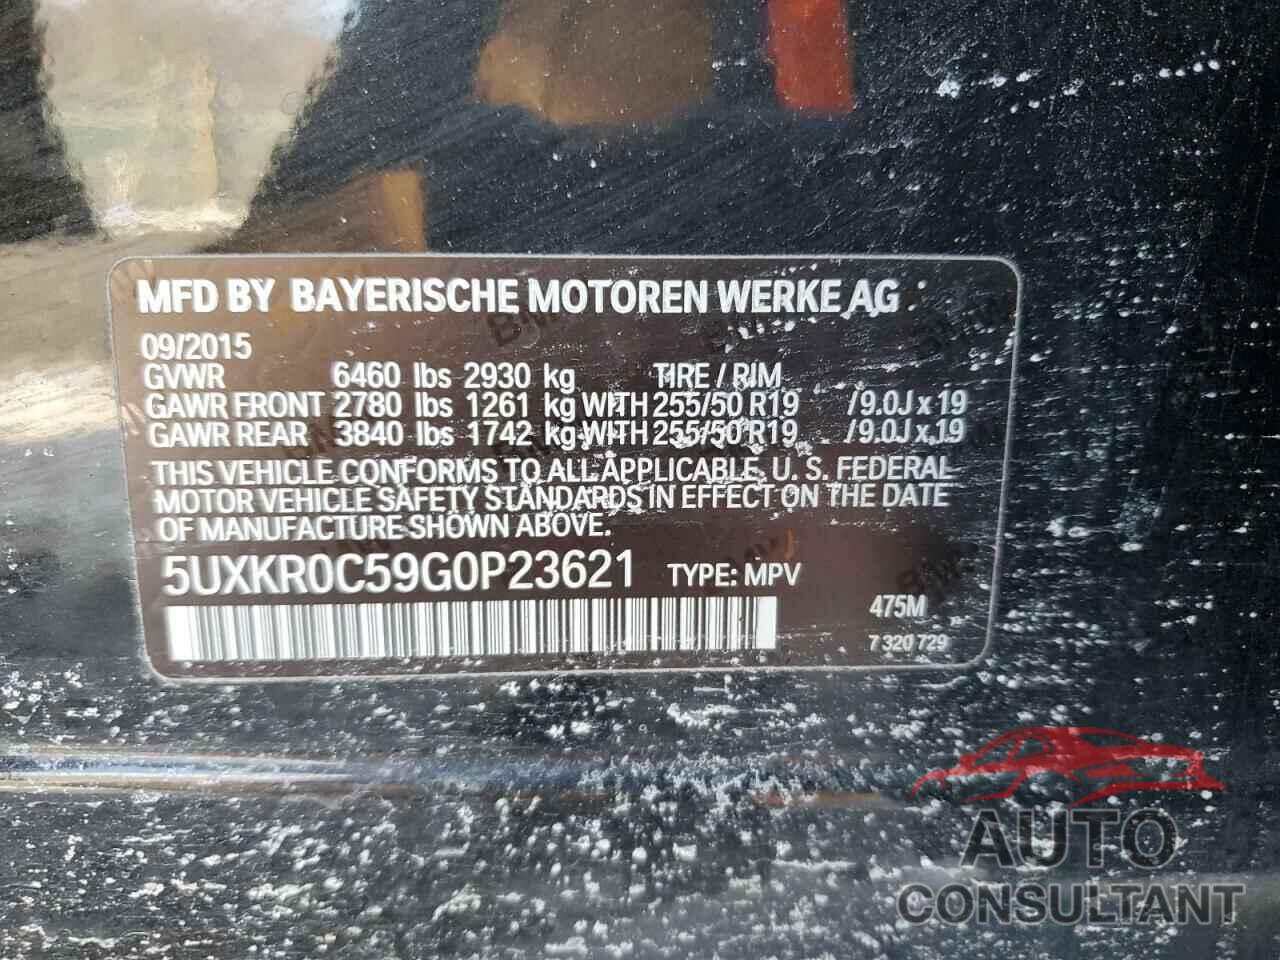 MFD BY BAYERISCHE MOTOREN WERKE AG
09/2015
GVWR 6460 lbs 2930 kg TIRE / RIM
GAWR FRONT 2780 lbs 1261 kg WITH 255/50 R19 / 9.0J x 19
GAWR REAR 3840 lbs 1742 kg WITH 255/50 R19 / 9.0J x 19
THIS VEHICLE CONFORMS TO ALL APPLICABLE U. S. FEDERAL
MOTOR VEHICLE SAFETY STANDARDS IN EFFECT ON THE DATE
OF MANUFACTURE SHOWN ABOVE.
5UXKR0C59G0P23621 TYPE: MPV
475M
7 320 729
AUTO
CONSULTANT